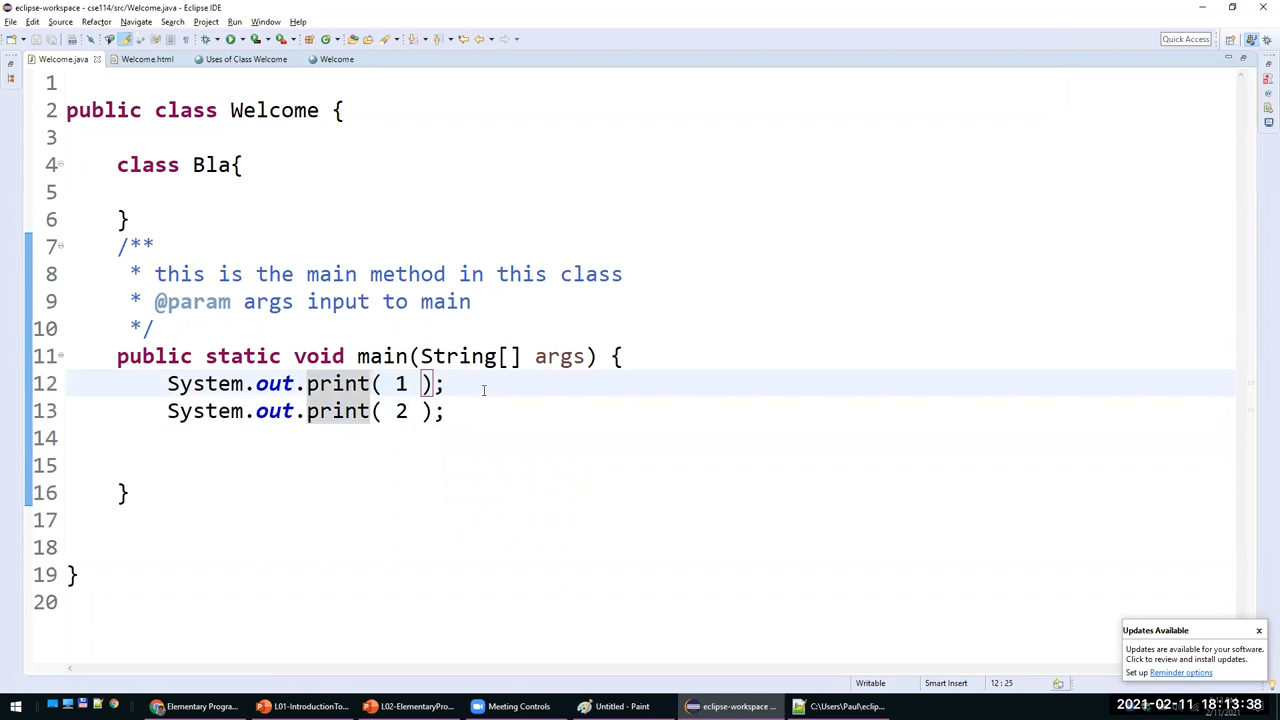 eclipse-workspace - cse114/src/Welcome.java - Eclipse IDE
File Edit Source Refactor Navigate Search Project Run Window Help
Quick Access
Welcome.java Welcome.html Uses of Class Welcome Welcome
1
2 public class Welcome {
3
4 class Bla{
5
6 }
7 /**
8 * this is the main method in this class
9 * @param args input to main
10 */
11 public static void main(String[] args) {
12 System.out.print( 1 );
13 System.out.print( 2 );
14
15
16 }
17
18
19 }
20
Updates Available
Updates are available for your software.
Click to review and install updates.
Set up Reminder options
Writable Smart Insert 12 : 25
Elementary Progra... L01-IntroductionTo... L02-ElementaryPro... Meeting Controls Untitled - Paint eclipse-workspace ... C:\Users\Paul\eclip... 2021-02-11 18:13:38
2/11/2021